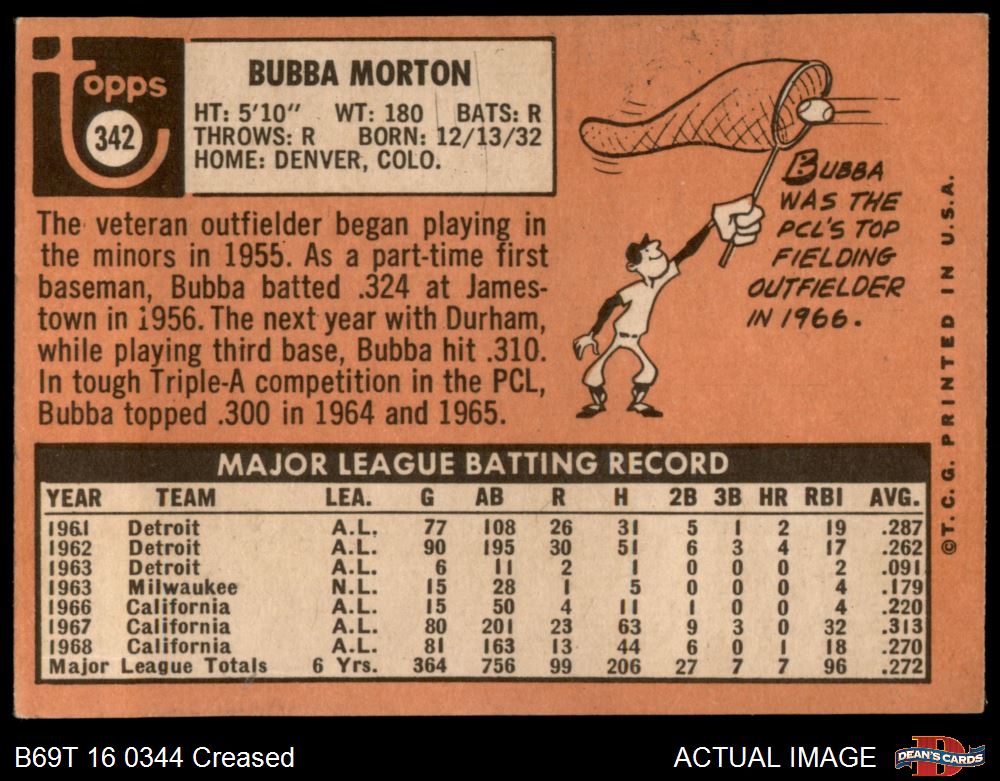 Topps
342
BUBBA MORTON
HT: 5'10" WT: 180 BATS: R
THROWS: R BORN: 12/13/32
HOME: DENVER, COLO.
The veteran outfielder began playing in
the minors in 1955. As a part-time first
baseman, Bubba batted .324 at James-
town in 1956. The next year with Durham,
while playing third base, Bubba hit .310.
In tough Triple-A competition in the PCL,
Bubba topped .300 in 1964 and 1965.
BUBBA
WAS THE
PCL'S TOP
FIELDING
OUTFIELDER
IN 1966.
©T. C. G. PRINTED IN U.S.A.
MAJOR LEAGUE BATTING RECORD
YEAR TEAM LEA. G AB R H 2B 3B HR RBI AVG.
1961 Detroit A.L. 77 108 26 31 5 1 2 19 .287
1962 Detroit A.L. 90 195 30 51 6 3 4 17 .262
1963 Detroit A.L. 6 11 2 1 0 0 0 2 .091
1963 Milwaukee N.L. 15 28 1 5 0 0 0 4 .179
1966 California A.L. 15 50 4 11 1 0 0 4 .220
1967 California A.L. 80 201 23 63 9 3 0 32 .313
1968 California A.L. 81 163 13 44 6 0 1 18 .270
Major League Totals 6 Yrs. 364 756 99 206 27 7 7 96 .272
B69T 16 0344 Creased
ACTUAL IMAGE
D
DEAN'S CARDS